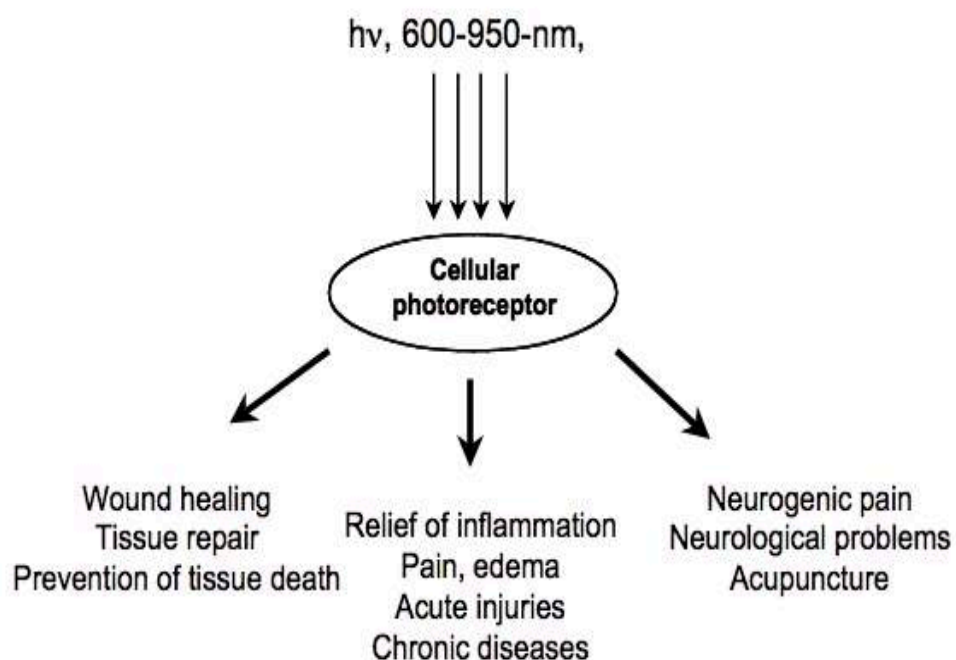 hν, 600-950-nm,
Cellular
photoreceptor
Wound healing
Tissue repair
Prevention of tissue death
Relief of inflammation
Pain, edema
Acute injuries
Chronic diseases
Neurogenic pain
Neurological problems
Acupuncture